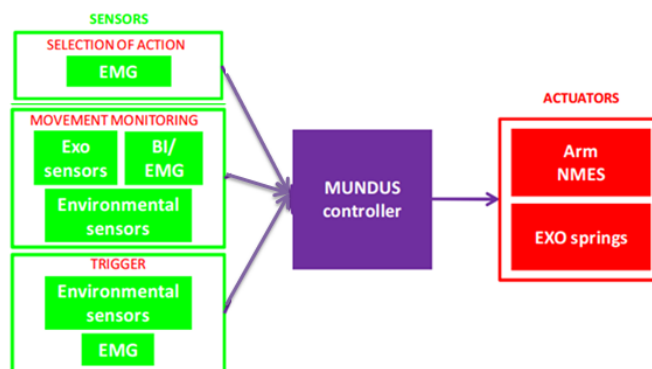 SENSORS
SELECTION OF ACTION
EMG
MOVEMENT MONITORING
Exo
sensors
BI/
EMG
Environmental
sensors
TRIGGER
Environmental
sensors
EMG
MUNDUS
controller
ACTUATORS
Arm
NMES
EXO springs